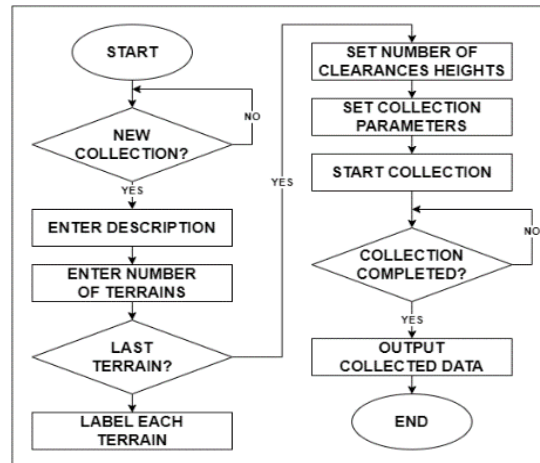 START
NEW
COLLECTION?
NO
YES
ENTER DESCRIPTION
ENTER NUMBER
OF TERRAINS
LAST
TERRAIN?
YES
LABEL EACH
TERRAIN
SET NUMBER OF
CLEARANCES HEIGHTS
SET COLLECTION
PARAMETERS
START COLLECTION
COLLECTION
COMPLETED?
NO
YES
OUTPUT
COLLECTED DATA
END